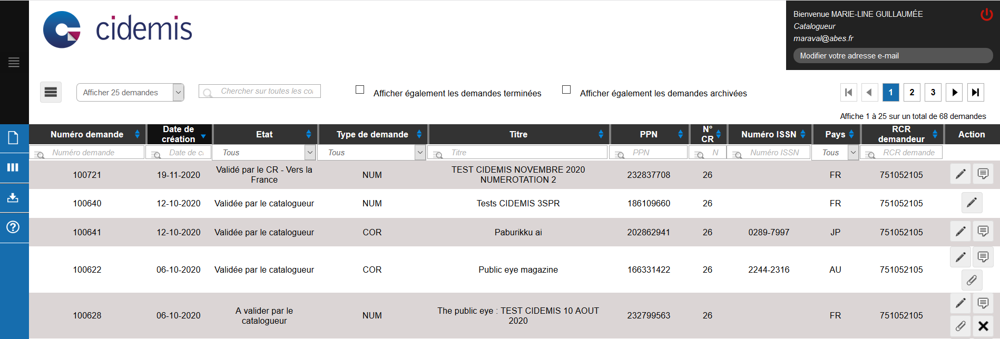 cidemis
Bienvenue MARIE-LINE GUILLAUMÉE
Catalogueur
maraval@abes.fr
Modifier votre adresse e-mail
Afficher 25 demandes
Chercher sur toutes les co
Afficher également les demandes terminées
Afficher également les demandes archivées
1 2 3
Affiche 1 à 25 sur un total de 68 demandes
Numéro demande Date de création Etat Type de demande Titre PPN N° CR Numéro ISSN Pays RCR demandeur Action
Numéro demande Date de c Tous Tous Titre PPN N Numéro ISSN Tous RCR demande
100721 19-11-2020 Validé par le CR - Vers la France NUM TEST CIDEMIS NOVEMBRE 2020 NUMEROTATION 2 232837708 26 FR 751052105
100640 12-10-2020 Validée par le catalogueur NUM Tests CIDEMIS 3SPR 186109660 26 FR 751052105
100641 12-10-2020 Validée par le catalogueur COR Paburikku ai 202862941 26 0289-7997 JP 751052105
100622 06-10-2020 Validée par le catalogueur COR Public eye magazine 166331422 26 2244-2316 AU 751052105
100628 06-10-2020 A valider par le catalogueur NUM The public eye : TEST CIDEMIS 10 AOUT 2020 232799563 26 FR 751052105